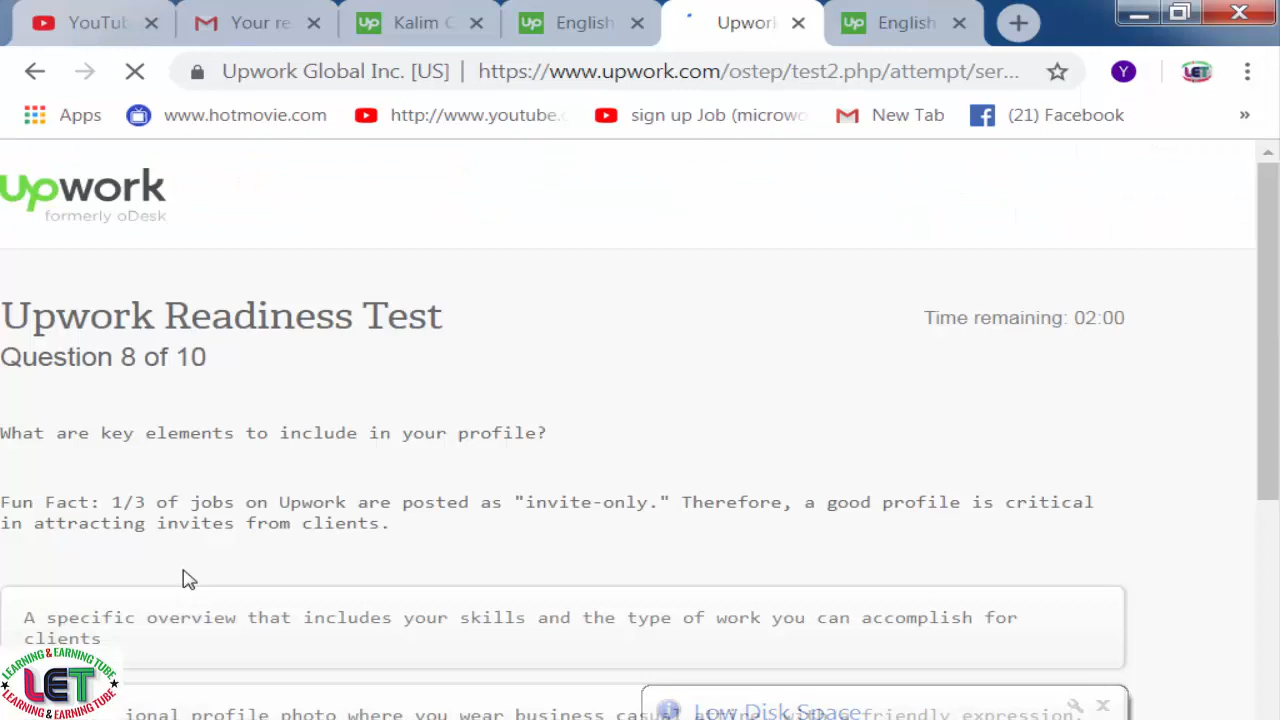 YouTub
Your re
Kalim
English
Upwork
English
Upwork Global Inc. [US] | https://www.upwork.com/ostep/test2.php/attempt/ser...
Apps
www.hotmovie.com
http://www.youtube.
sign up Job (microwo
New Tab
(21) Facebook
»
upwork
formerly oDesk
Upwork Readiness Test
Time remaining: 02:00
Question 8 of 10
What are key elements to include in your profile?
Fun Fact: 1/3 of jobs on Upwork are posted as "invite-only." Therefore, a good profile is critical
in attracting invites from clients.
A specific overview that includes your skills and the type of work you can accomplish for
clients
LEARNING & EARNING TUBE
LET
LEARNING & EARNING TUBE
ional profile photo where you wear business casual friendly expression.
Low Disk Space